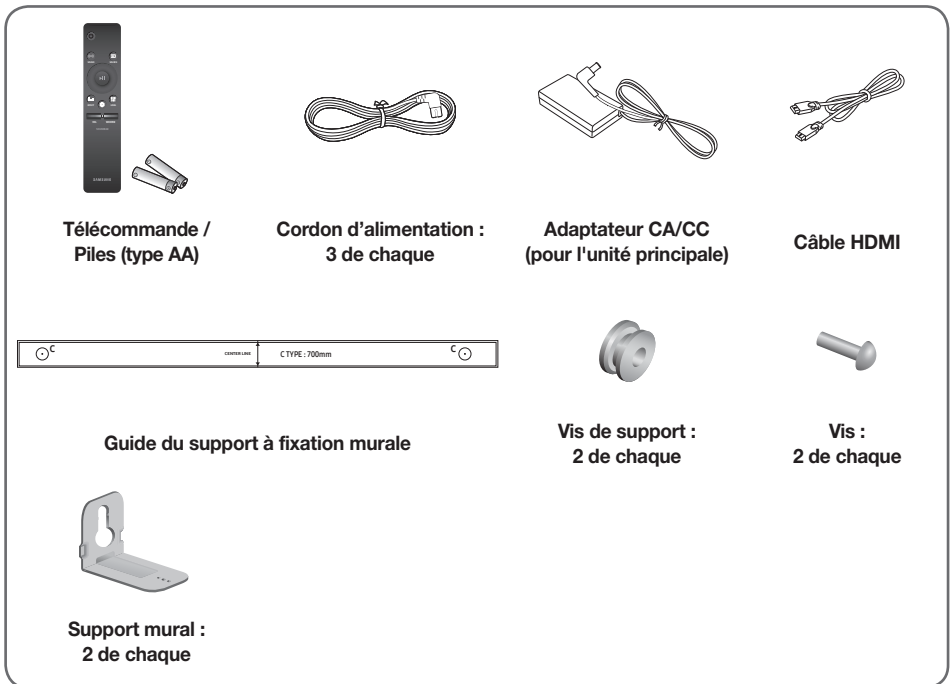 SAMSUNG
Télécommande /
Piles (type AA)
Cordon d'alimentation :
3 de chaque
Adaptateur CA/CC
(pour l'unité principale)
Câble HDMI
C
CENTER LINE
C TYPE : 700mm
C
Guide du support à fixation murale
Vis de support :
2 de chaque
Vis :
2 de chaque
Support mural :
2 de chaque